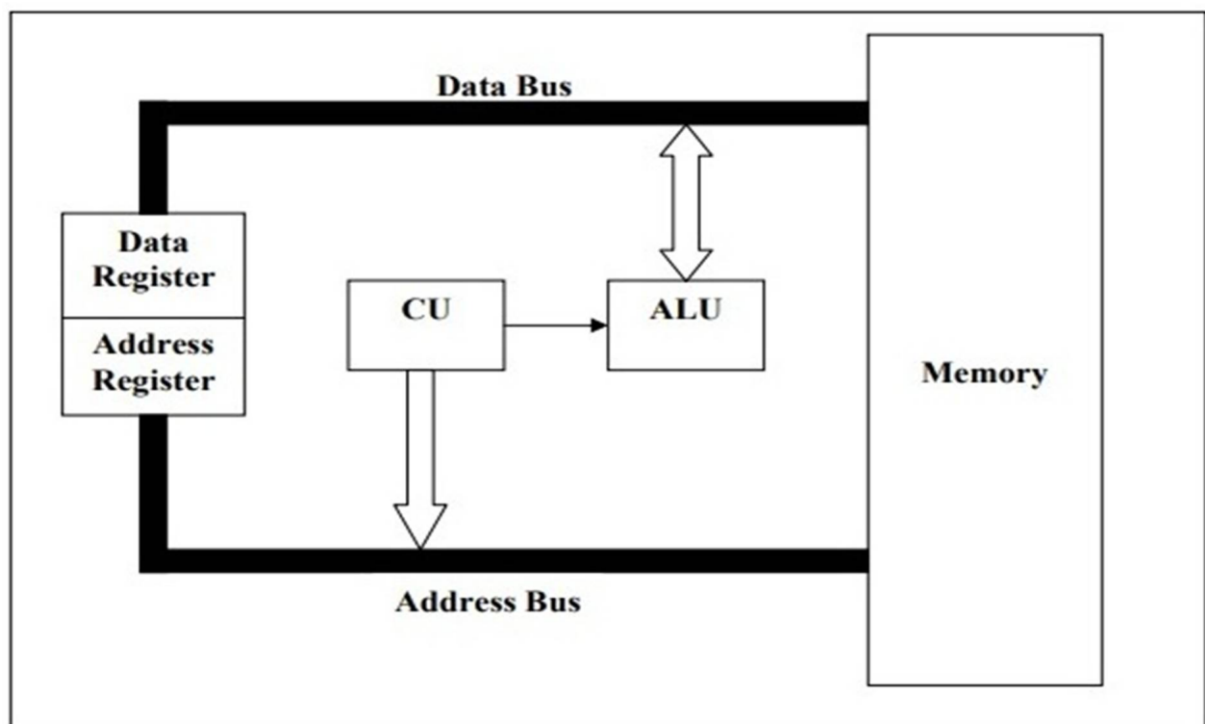 Data Bus
Data
Register
Address
Register
CU
ALU
Memory
Address Bus